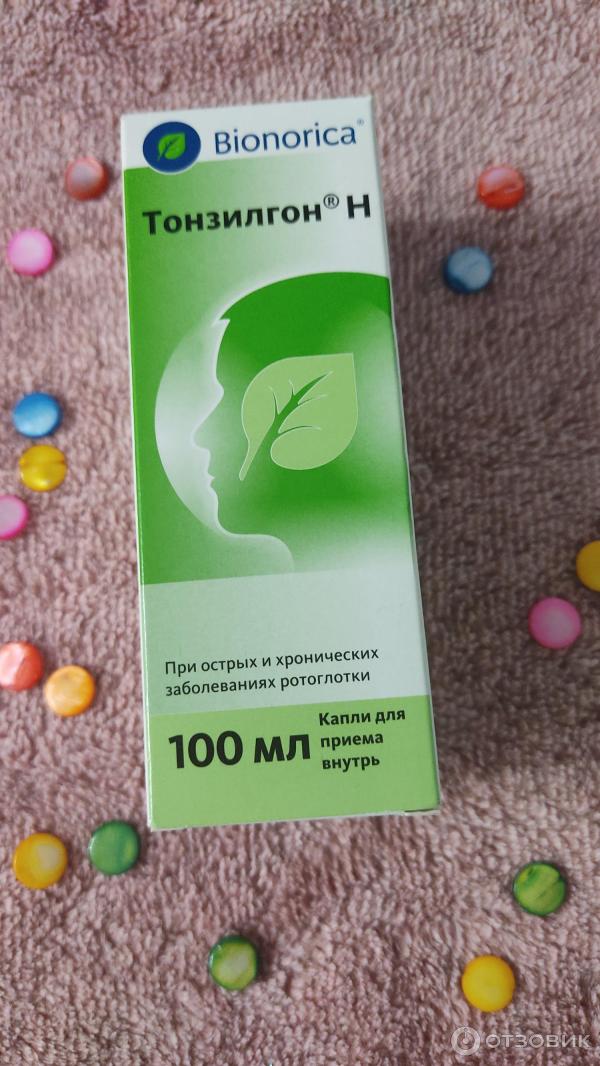 Bionorica®
Тонзилгон® Н
При острых и хронических
заболеваниях ротоглотки
100 мл
Капли для
приема
внутрь
ОТЗОВИК